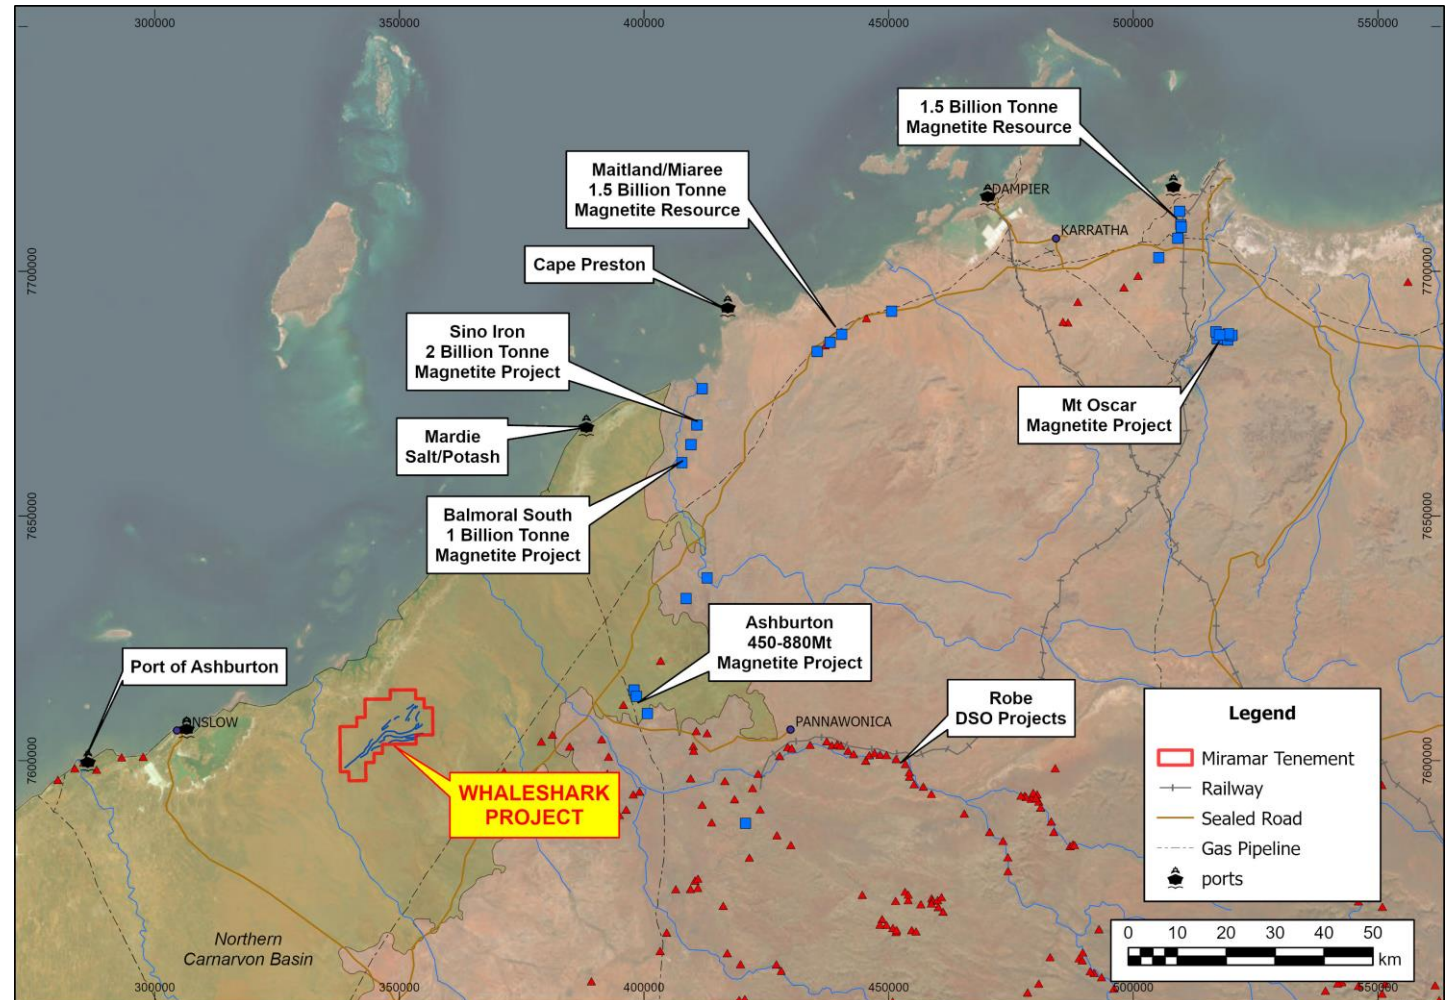 300000
350000
400000
450000
500000
550000
1.5 Billion Tonne
Magnetite Resource
Maitland/Miaree
1.5 Billion Tonne
Magnetite Resource
DAMPIER
KARRATHA
7700000
7700000
Cape Preston
Sino Iron
2 Billion Tonne
Magnetite Project
Mt Oscar
Magnetite Project
Mardie
Salt/Potash
Balmoral South
1 Billion Tonne
Magnetite Project
7650000
7650000
Ashburton
450-880Mt
Magnetite Project
Port of Ashburton
NSLOW
PANNAWONICA
Robe
DSO Projects
7600000
7600000
WHALESHARK
PROJECT
Legend
Miramar Tenement
Railway
Sealed Road
Gas Pipeline
ports
0 10 20 30 40 50
km
Northern
Carnarvon Basin
300000
350000
400000
450000
500000
550000